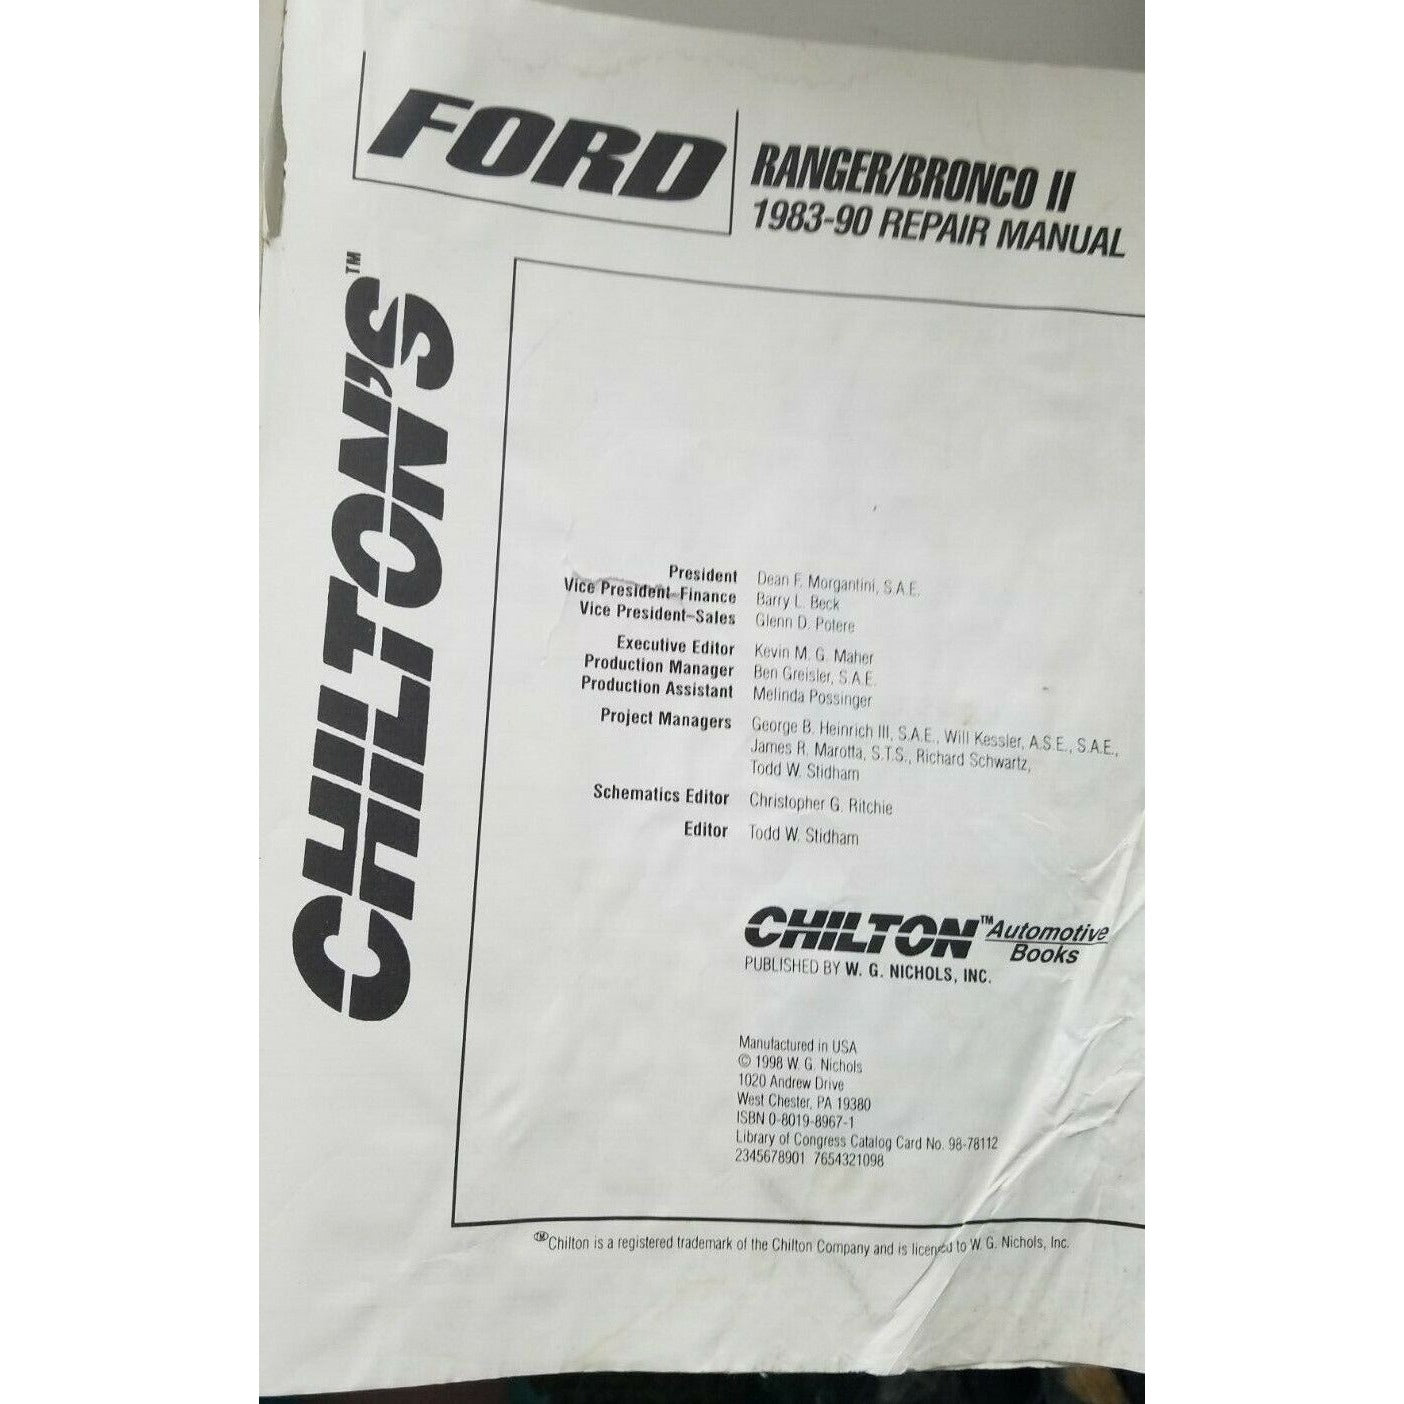 FORD
RANGER/BRONCO II
1983-90 REPAIR MANUAL
CHILTON'S™
President Dean F. Morgantini, S.A.E.
Vice President-Finance Barry L. Beck
Vice President-Sales Glenn D. Potere
Executive Editor Kevin M. G. Maher
Production Manager Ben Greisler, S.A.E.
Production Assistant Melinda Possinger
Project Managers George B. Heinrich III, S.A.E., Will Kessler, A.S.E., S.A.E.,
James R. Marotta, S.T.S., Richard Schwartz,
Todd W. Stidham
Schematics Editor Christopher G. Ritchie
Editor Todd W. Stidham
CHILTON™ Automotive
Books
PUBLISHED BY W. G. NICHOLS, INC.
Manufactured in USA
© 1998 W. G. Nichols
1020 Andrew Drive
West Chester, PA 19380
ISBN 0-8019-8967-1
Library of Congress Catalog Card No. 98-78112
2345678901 7654321098
™Chilton is a registered trademark of the Chilton Company and is licensed to W. G. Nichols, Inc.